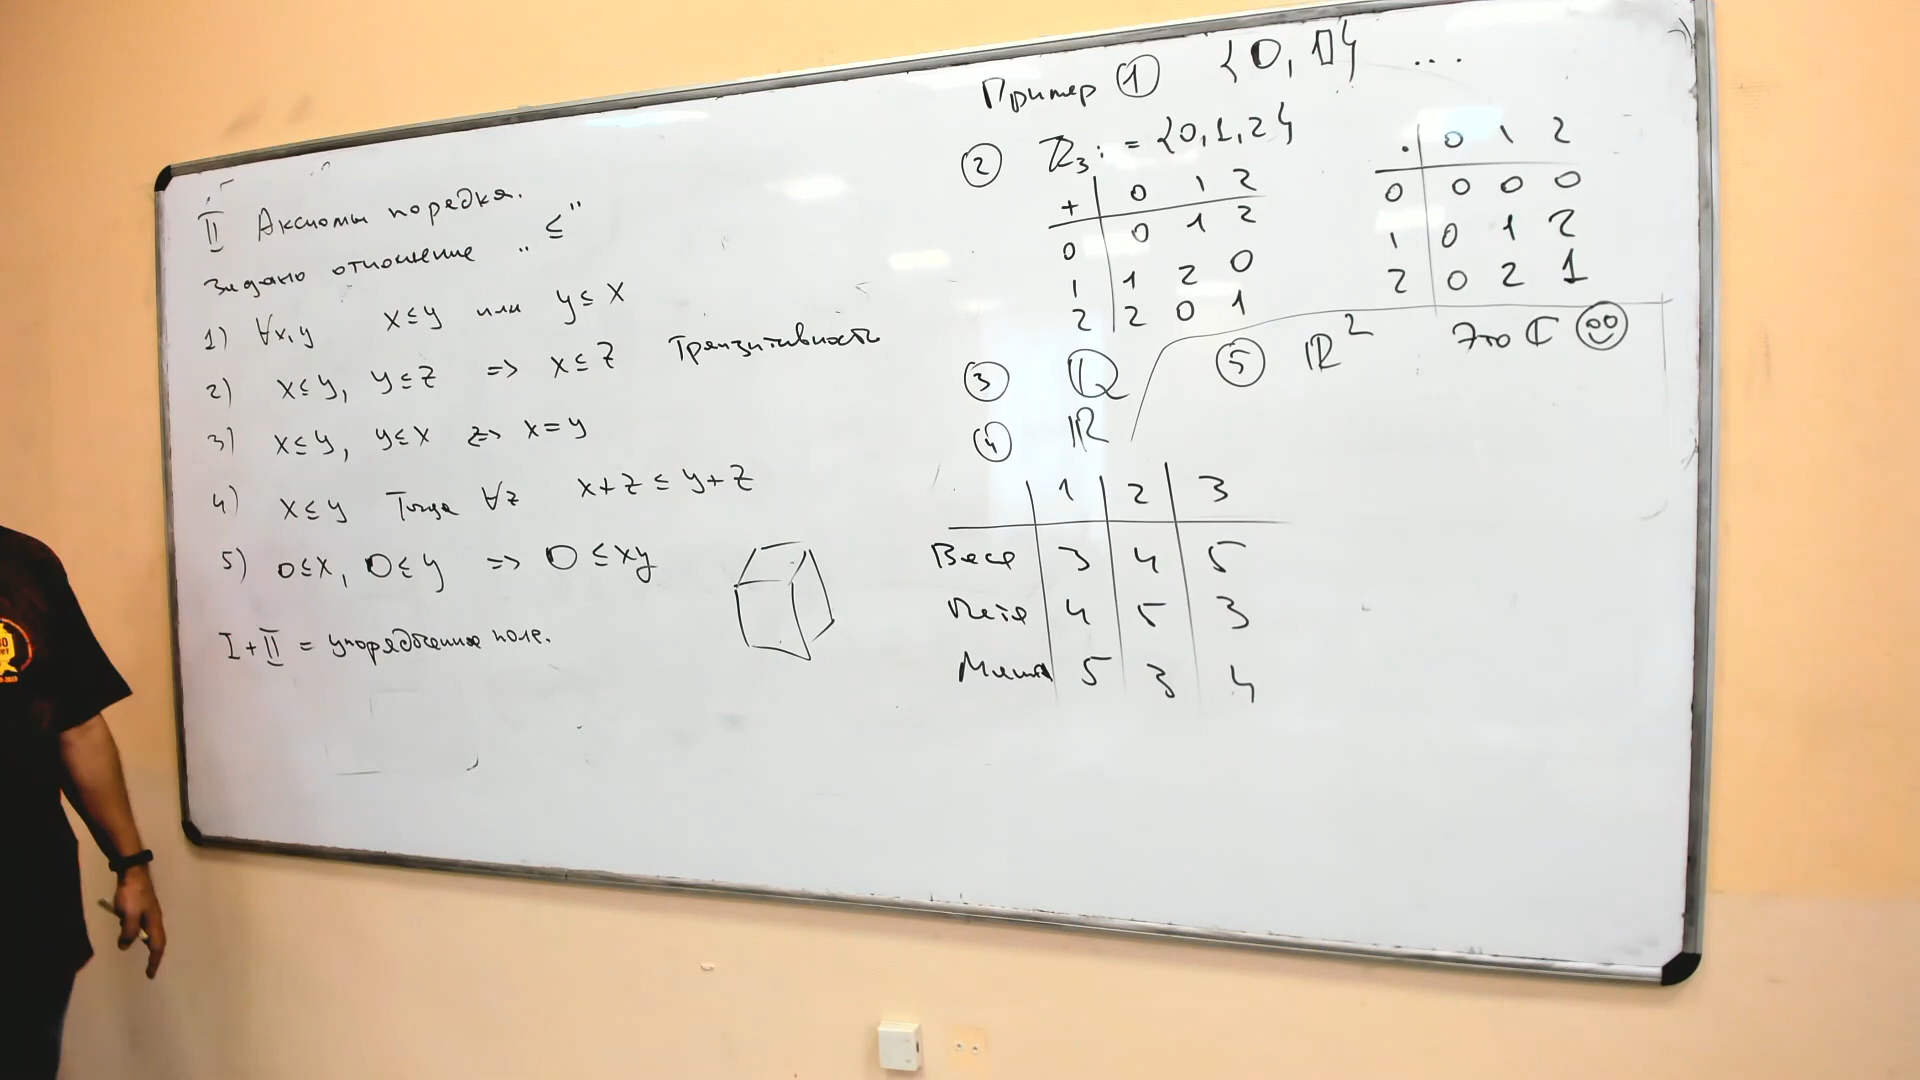 II Аксиомы порядка.
Задано отношение „≤"
1) ∀x,y x≤y или y≤x
2) x≤y, y≤z => x≤z Транзитивность
3) x≤y, y≤x => x=y
4) x≤y Тогда ∀z x+z≤y+z
5) 0≤x, 0≤y => 0≤xy
I+II = упорядоченное поле.
Пример ① {0, 1} ...
② ℤ₃ := {0,1,2}
+ | 0 1 2
0 | 0 1 2
1 | 1 2 0
2 | 2 0 1
· | 0 1 2
0 | 0 0 0
1 | 0 1 2
2 | 0 2 1
③ ℚ
④ ℝ
⑤ ℝ² Это ℂ
| 1 | 2 | 3
Вася | 3 | 4 | 5
Петя | 4 | 5 | 3
Миша | 5 | 3 | 4